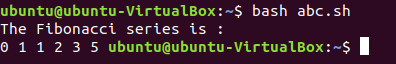 ubuntu@ubuntu-VirtualBox:~$ bash abc.sh
The Fibonacci series is :
0 1 1 2 3 5 ubuntu@ubuntu-VirtualBox:~$